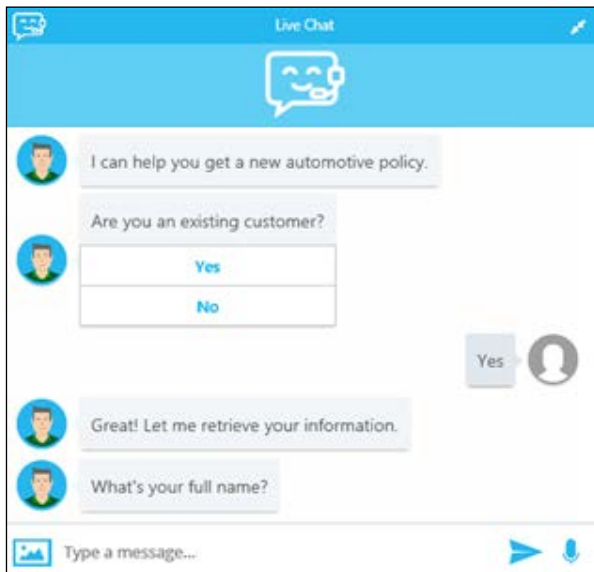 Live Chat
I can help you get a new automotive policy.
Are you an existing customer?
Yes
No
Yes
Great! Let me retrieve your information.
What's your full name?
Type a message...